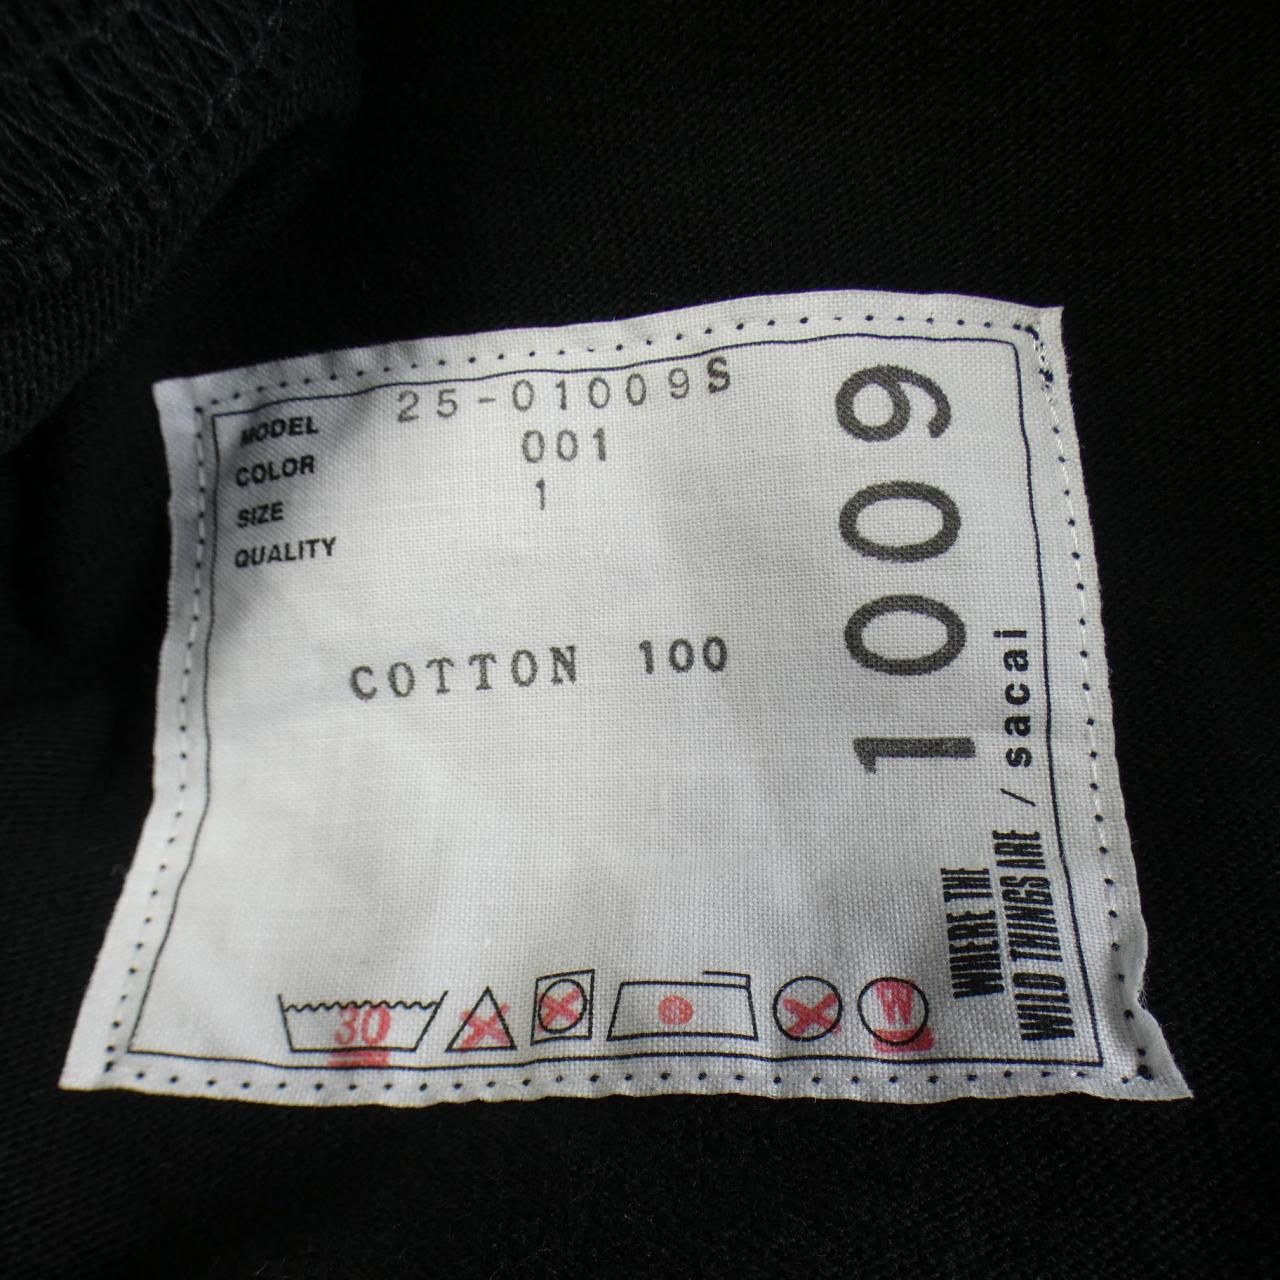 MODEL 25-01009S
COLOR 001
SIZE 1
QUALITY
COTTON 100
1009
WHERE THE
WILD THINGS ARE / sacai
30
W